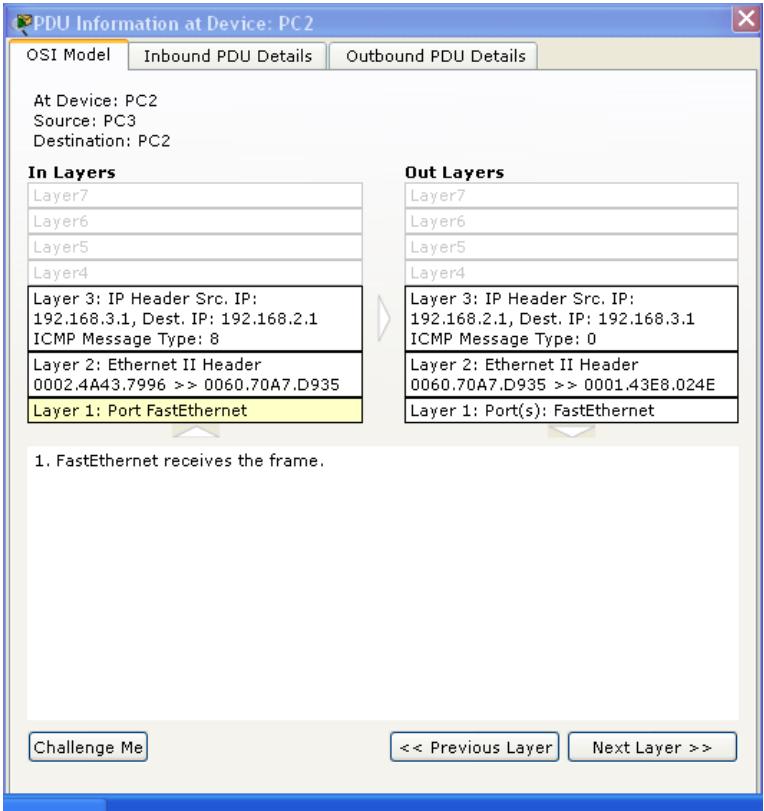 PDU Information at Device: PC2
OSI Model
Inbound PDU Details
Outbound PDU Details
At Device: PC2
Source: PC3
Destination: PC2
In Layers
Layer7
Layer6
Layer5
Layer4
Layer 3: IP Header Src. IP:
192.168.3.1, Dest. IP: 192.168.2.1
ICMP Message Type: 8
Layer 2: Ethernet II Header
0002.4A43.7996 >> 0060.70A7.D935
Layer 1: Port FastEthernet
Out Layers
Layer7
Layer6
Layer5
Layer4
Layer 3: IP Header Src. IP:
192.168.2.1, Dest. IP: 192.168.3.1
ICMP Message Type: 0
Layer 2: Ethernet II Header
0060.70A7.D935 >> 0001.43E8.024E
Layer 1: Port(s): FastEthernet
1. FastEthernet receives the frame.
Challenge Me
<< Previous Layer
Next Layer >>